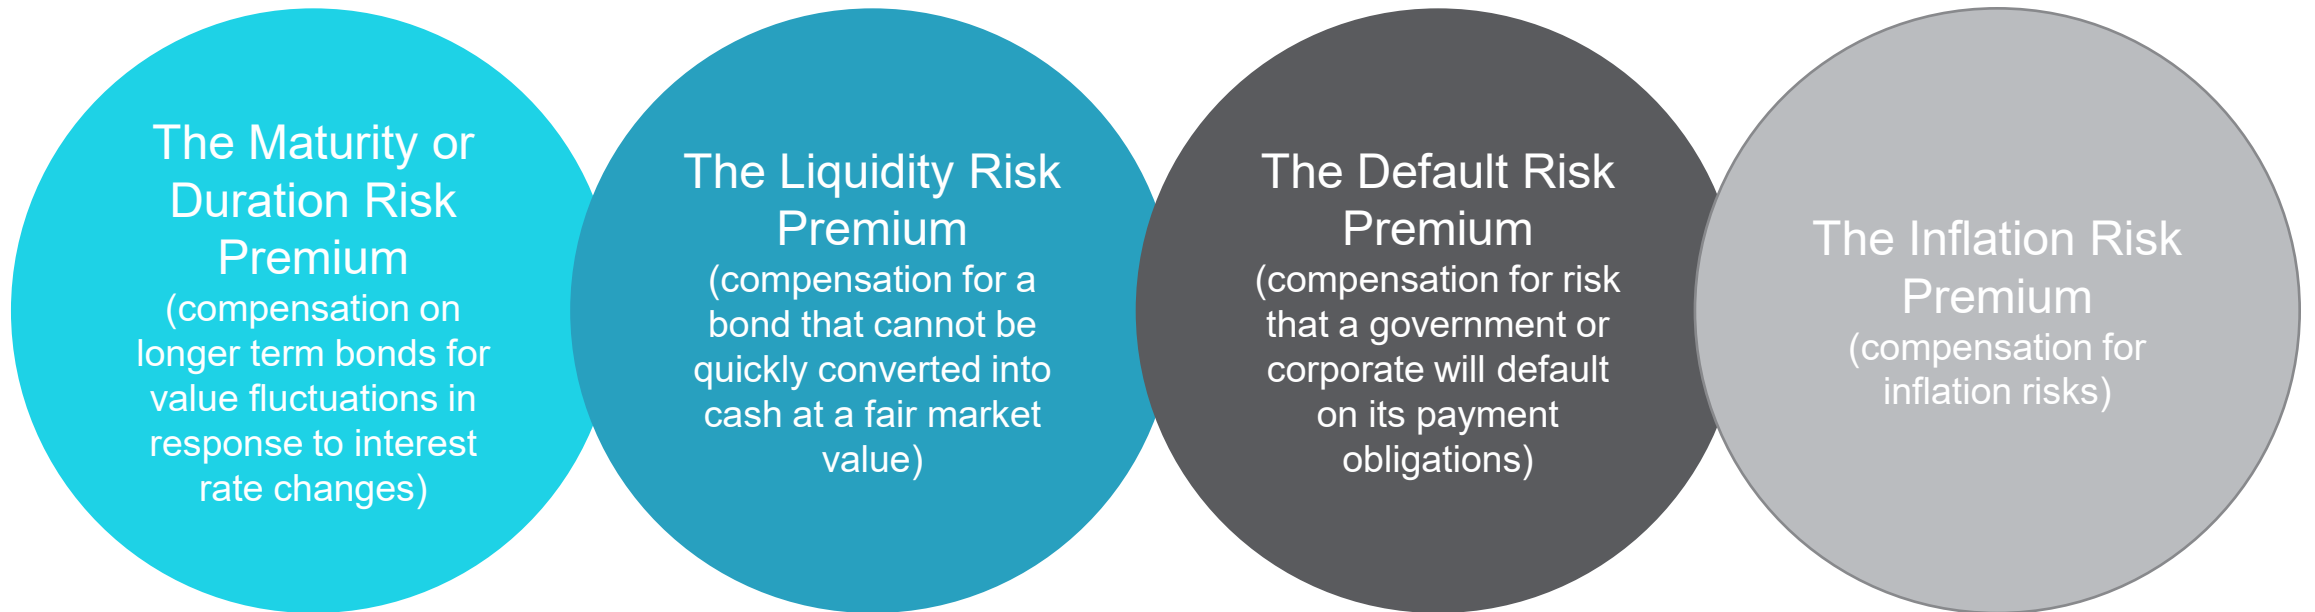 The Maturity or
Duration Risk
Premium
(compensation on
longer term bonds for
value fluctuations in
response to interest
rate changes)
The Liquidity Risk
Premium
(compensation for a
bond that cannot be
quickly converted into
cash at a fair market
value)
The Default Risk
Premium
(compensation for risk
that a government or
corporate will default
on its payment
obligations)
The Inflation Risk
Premium
(compensation for
inflation risks)